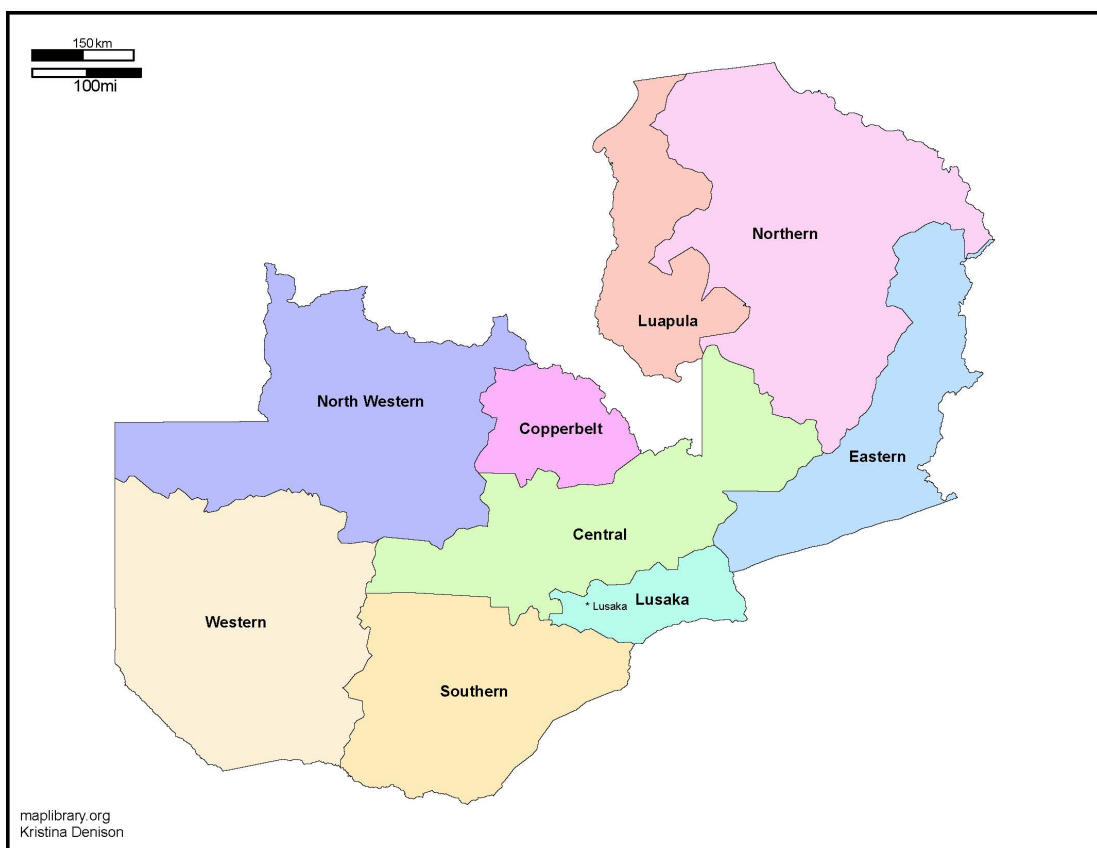 150 km
100mi
Northern
Luapula
North Western
Copperbelt
Eastern
Central
* Lusaka
Lusaka
Western
Southern
maplibrary.org
Kristina Denison